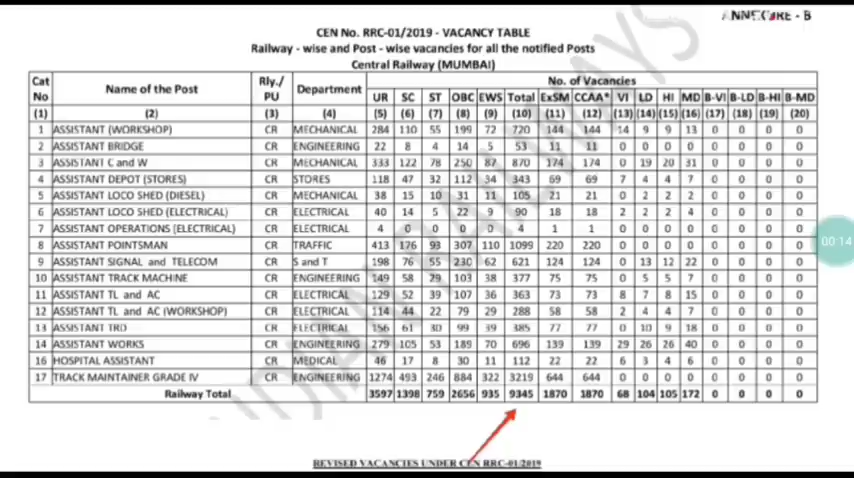 ANNEXURE - B
CEN No. RRC-01/2019 - VACANCY TABLE
Railway - wise and Post - wise vacancies for all the notified Posts
Central Railway (MUMBAI)
Cat No Name of the Post Rly./ PU Department No. of Vacancies
UR SC ST OBC EWS Total ExSM CCAA* VI LD HI MD B-VI B-LD B-HI B-MD
(1) (2) (3) (4) (5) (6) (7) (8) (9) (10) (11) (12) (13) (14) (15) (16) (17) (18) (19) (20)
1 ASSISTANT (WORKSHOP) CR MECHANICAL 284 110 55 199 72 720 144 144 14 9 9 13 0 0 0 0
2 ASSISTANT BRIDGE CR ENGINEERING 22 8 4 14 5 53 11 11 0 0 0 0 0 0 0 0
3 ASSISTANT C and W CR MECHANICAL 333 122 78 250 87 870 174 174 0 19 20 31 0 0 0 0
4 ASSISTANT DEPOT (STORES) CR STORES 118 47 32 112 34 343 69 69 7 4 4 7 0 0 0 0
5 ASSISTANT LOCO SHED (DIESEL) CR MECHANICAL 38 15 10 31 11 105 21 21 0 2 2 2 0 0 0 0
6 ASSISTANT LOCO SHED (ELECTRICAL) CR ELECTRICAL 40 14 5 22 9 90 18 18 2 2 2 4 0 0 0 0
7 ASSISTANT OPERATIONS (ELECTRICAL) CR ELECTRICAL 4 0 0 0 0 4 1 1 0 0 0 0 0 0 0 0
8 ASSISTANT POINTSMAN CR TRAFFIC 413 176 93 307 110 1099 220 220 0 0 0 0 0 0 0 0
9 ASSISTANT SIGNAL and TELECOM CR S and T 198 76 55 230 62 621 124 124 0 13 12 22 0 0 0 0
10 ASSISTANT TRACK MACHINE CR ENGINEERING 149 58 29 103 38 377 75 75 0 5 5 7 0 0 0 0
11 ASSISTANT TL and AC CR ELECTRICAL 129 52 39 107 36 363 73 73 8 7 8 15 0 0 0 0
12 ASSISTANT TL and AC (WORKSHOP) CR ELECTRICAL 114 44 22 79 29 288 58 58 2 4 4 7 0 0 0 0
13 ASSISTANT TRD CR ELECTRICAL 156 61 30 99 39 385 77 77 0 10 9 18 0 0 0 0
14 ASSISTANT WORKS CR ENGINEERING 279 105 53 189 70 696 139 139 29 26 26 40 0 0 0 0
16 HOSPITAL ASSISTANT CR MEDICAL 46 17 8 30 11 112 22 22 6 3 4 6 0 0 0 0
17 TRACK MAINTAINER GRADE IV CR ENGINEERING 1274 493 246 884 322 3219 644 644 0 0 0 0 0 0 0 0
Railway Total 3597 1398 759 2656 935 9345 1870 1870 68 104 105 172 0 0 0 0
00:14
INDIAN RAILWAYS
REVISED VACANCIES UNDER CEN RRC-01/2019